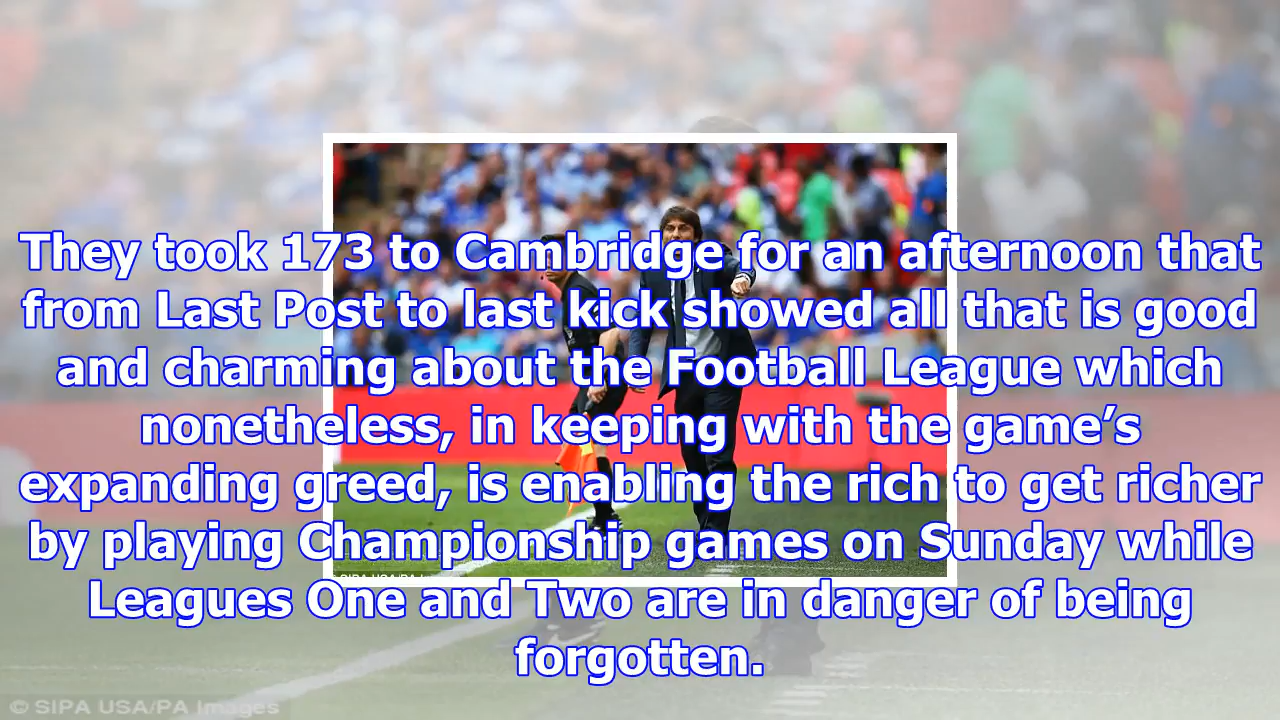 They took 173 to Cambridge for an afternoon that
from Last Post to last kick showed all that is good
and charming about the Football League which
nonetheless, in keeping with the game’s
expanding greed, is enabling the rich to get richer
by playing Championship games on Sunday while
Leagues One and Two are in danger of being
forgotten.
© SIPA USA/PA Images